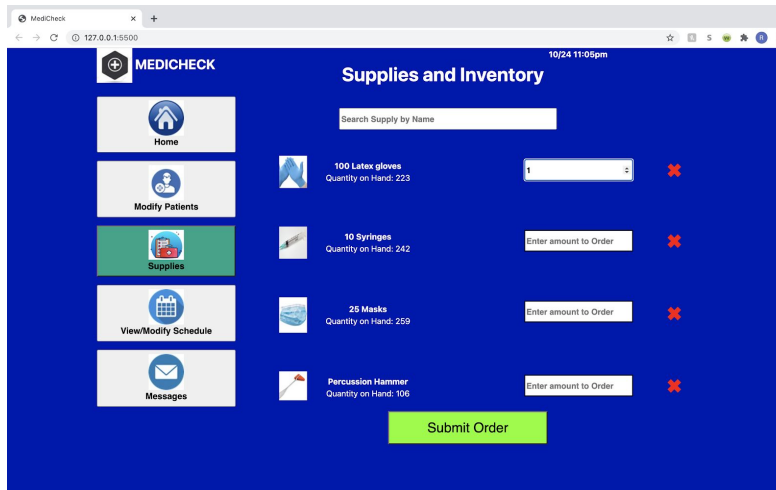 MediCheck
127.0.0.1:5500
S
R
MEDICHECK
10/24 11:05pm
Supplies and Inventory
Home
Modify Patients
Supplies
View/Modify Schedule
Messages
Search Supply by Name
100 Latex gloves
Quantity on Hand: 223
1
10 Syringes
Quantity on Hand: 242
Enter amount to Order
25 Masks
Quantity on Hand: 259
Enter amount to Order
Percussion Hammer
Quantity on Hand: 106
Enter amount to Order
Submit Order